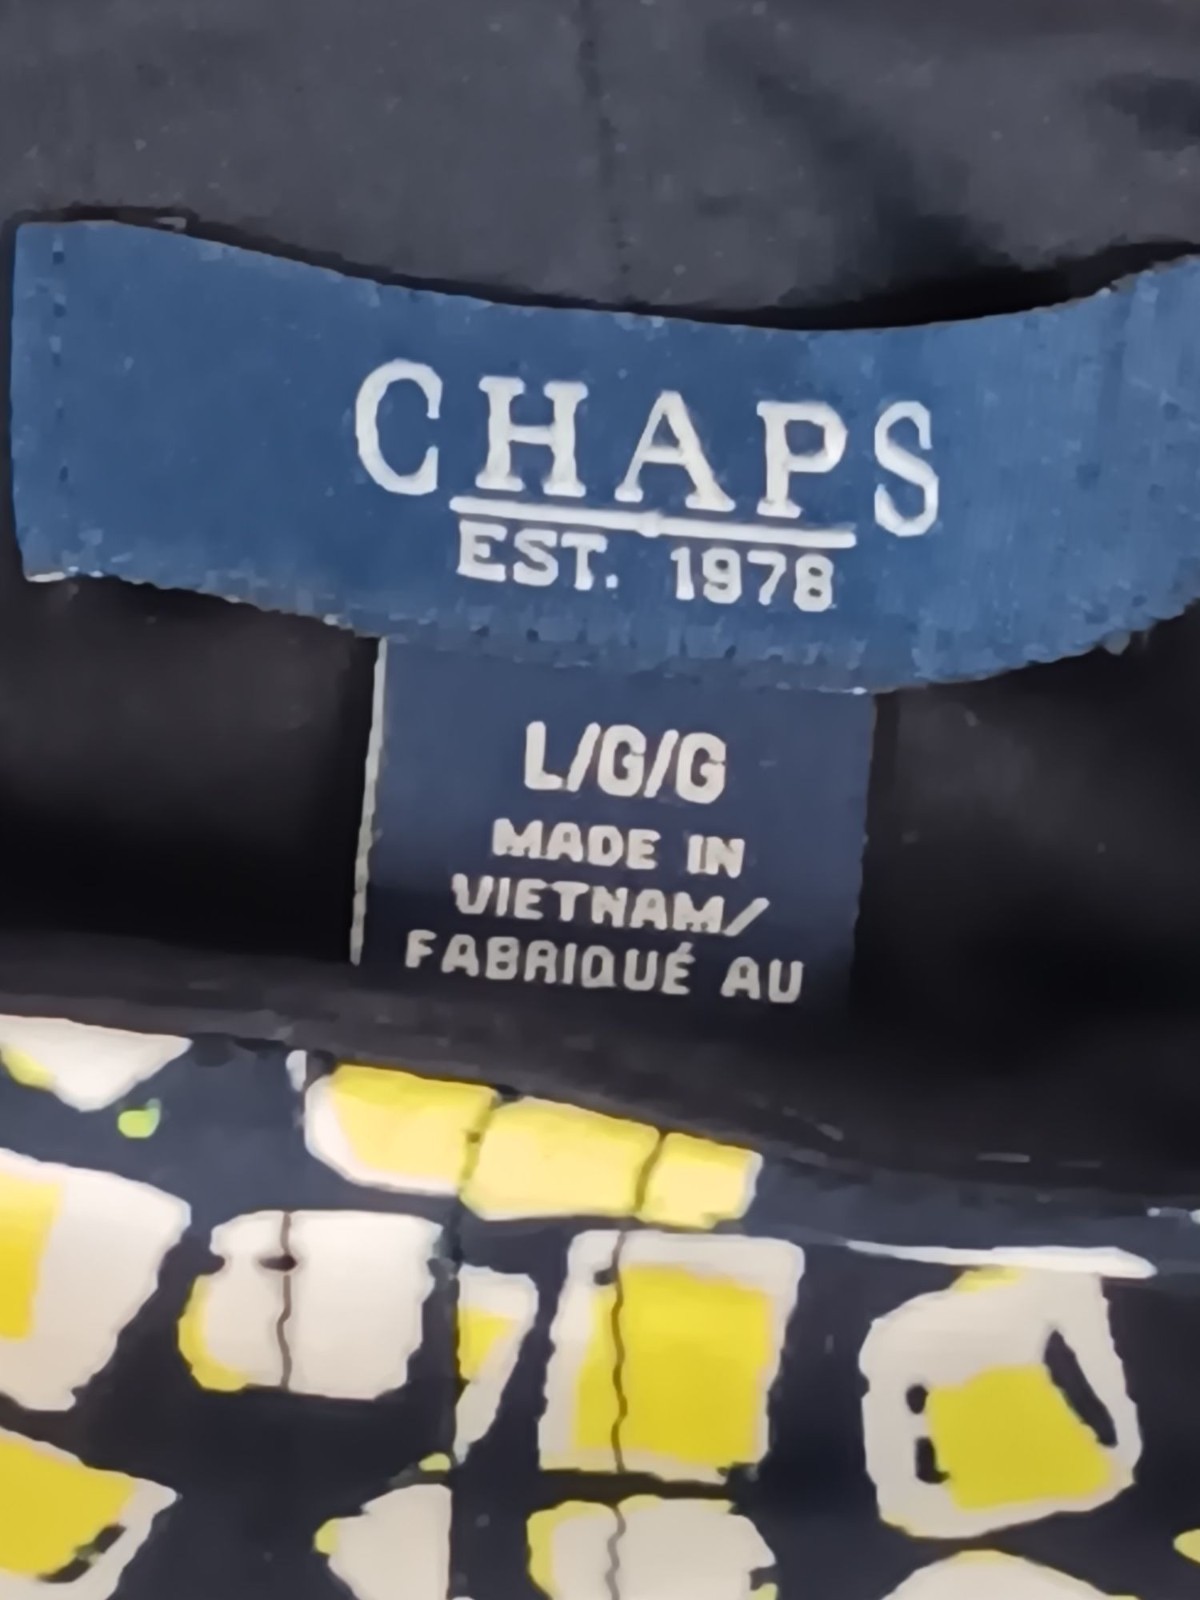 CHAPS
EST. 1978
L/G/G
MADE IN
VIETNAM/
FABRIQUÉ AU